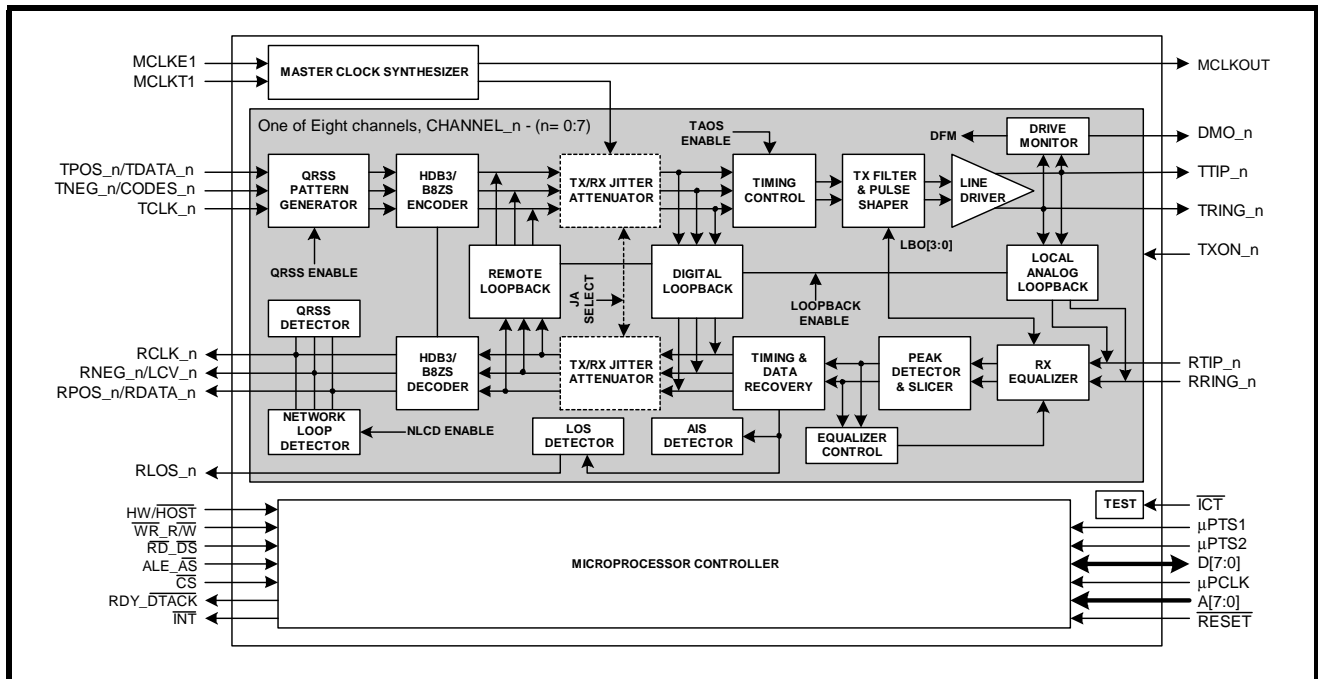 MCLKE1
MCLKT1
MASTER CLOCK SYNTHESIZER
MCLKOUT
One of Eight channels, CHANNEL_n - (n= 0:7)
TAOS
ENABLE
DFM
DRIVE
MONITOR
DMO_n
TPOS_n/TDATA_n
TNEG_n/CODES_n
TCLK_n
QRSS
PATTERN
GENERATOR
HDB3/
B8ZS
ENCODER
TX/RX JITTER
ATTENUATOR
TIMING
CONTROL
TX FILTER
& PULSE
SHAPER
LINE
DRIVER
TTIP_n
TRING_n
TXON_n
QRSS ENABLE
REMOTE
LOOPBACK
JA
SELECT
DIGITAL
LOOPBACK
LOOPBACK
ENABLE
LBO[3:0]
LOCAL
ANALOG
LOOPBACK
QRSS
DETECTOR
RCLK_n
RNEG_n/LCV_n
RPOS_n/RDATA_n
HDB3/
B8ZS
DECODER
TX/RX JITTER
ATTENUATOR
TIMING &
DATA
RECOVERY
PEAK
DETECTOR
& SLICER
RX
EQUALIZER
RTIP_n
RRING_n
NETWORK
LOOP
DETECTOR
NLCD ENABLE
LOS
DETECTOR
AIS
DETECTOR
EQUALIZER
CONTROL
RLOS_n
TEST
ICT
HW/HOST
WR_R/W
RD_DS
ALE_AS
CS
RDY_DTACK
INT
MICROPROCESSOR CONTROLLER
µPTS1
µPTS2
D[7:0]
µPCLK
A[7:0]
RESET